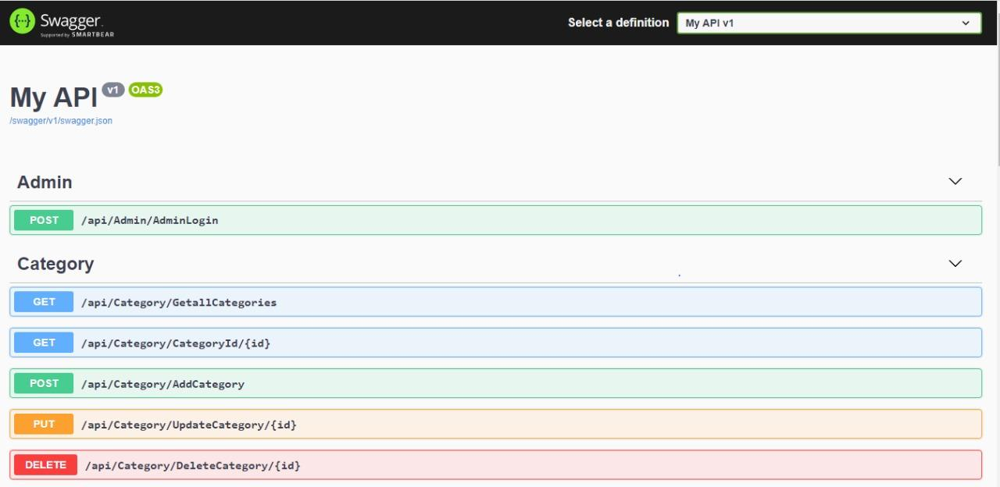 Swagger.
Supported by SMARTBEAR
Select a definition
My API v1
My API v1 OAS3
/swagger/v1/swagger.json
Admin
POST /api/Admin/AdminLogin
Category
GET /api/Category/GetallCategories
GET /api/Category/CategoryId/{id}
POST /api/Category/AddCategory
PUT /api/Category/UpdateCategory/{id}
DELETE /api/Category/DeleteCategory/{id}